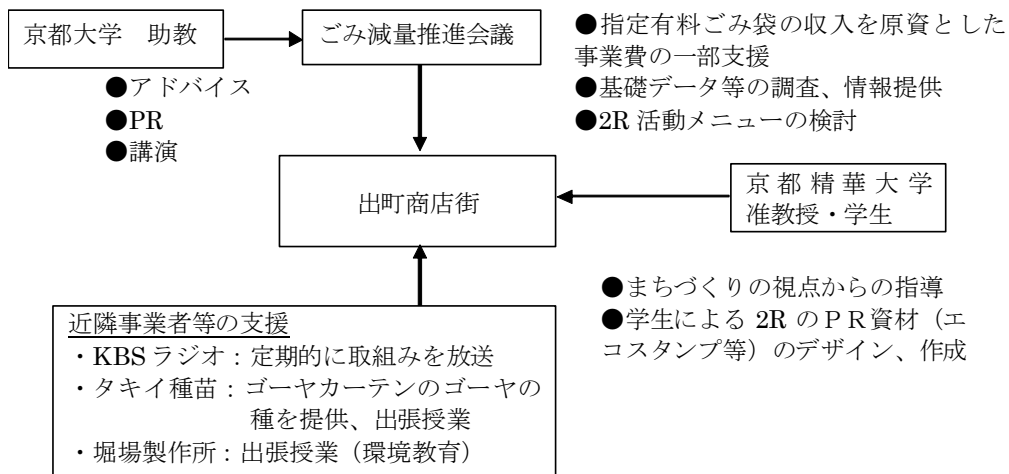 京都大学　助教
ごみ減量推進会議
●指定有料ごみ袋の収入を原資とした
事業費の一部支援
●基礎データ等の調査、情報提供
●2R 活動メニューの検討
●アドバイス
●PR
●講演
出町商店街
京都精華大学
准教授・学生
●まちづくりの視点からの指導
●学生による 2R のＰＲ資材（エ
コスタンプ等）のデザイン、作成
近隣事業者等の支援
・KBS ラジオ：定期的に取組みを放送
・タキイ種苗：ゴーヤカーテンのゴーヤの
種を提供、出張授業
・堀場製作所：出張授業（環境教育）